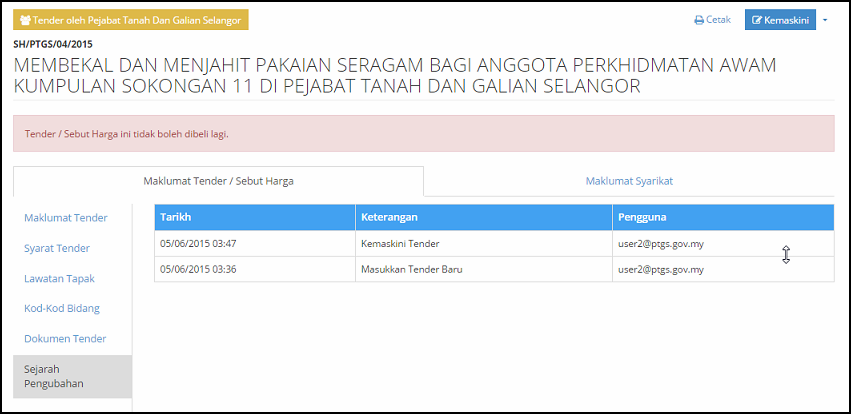 Tender oleh Pejabat Tanah Dan Galian Selangor
Cetak
Kemaskini
SH/PTGS/04/2015
MEMBEKAL DAN MENJAHIT PAKAIAN SERAGAM BAGI ANGGOTA PERKHIDMATAN AWAM
KUMPULAN SOKONGAN 11 DI PEJABAT TANAH DAN GALIAN SELANGOR
Tender / Sebut Harga ini tidak boleh dibeli lagi.
Maklumat Tender / Sebut Harga
Maklumat Syarikat
Maklumat Tender
Syarat Tender
Lawatan Tapak
Kod-Kod Bidang
Dokumen Tender
Sejarah
Pengubahan
Tarikh Keterangan Pengguna
05/06/2015 03:47 Kemaskini Tender user2@ptgs.gov.my
05/06/2015 03:36 Masukkan Tender Baru user2@ptgs.gov.my